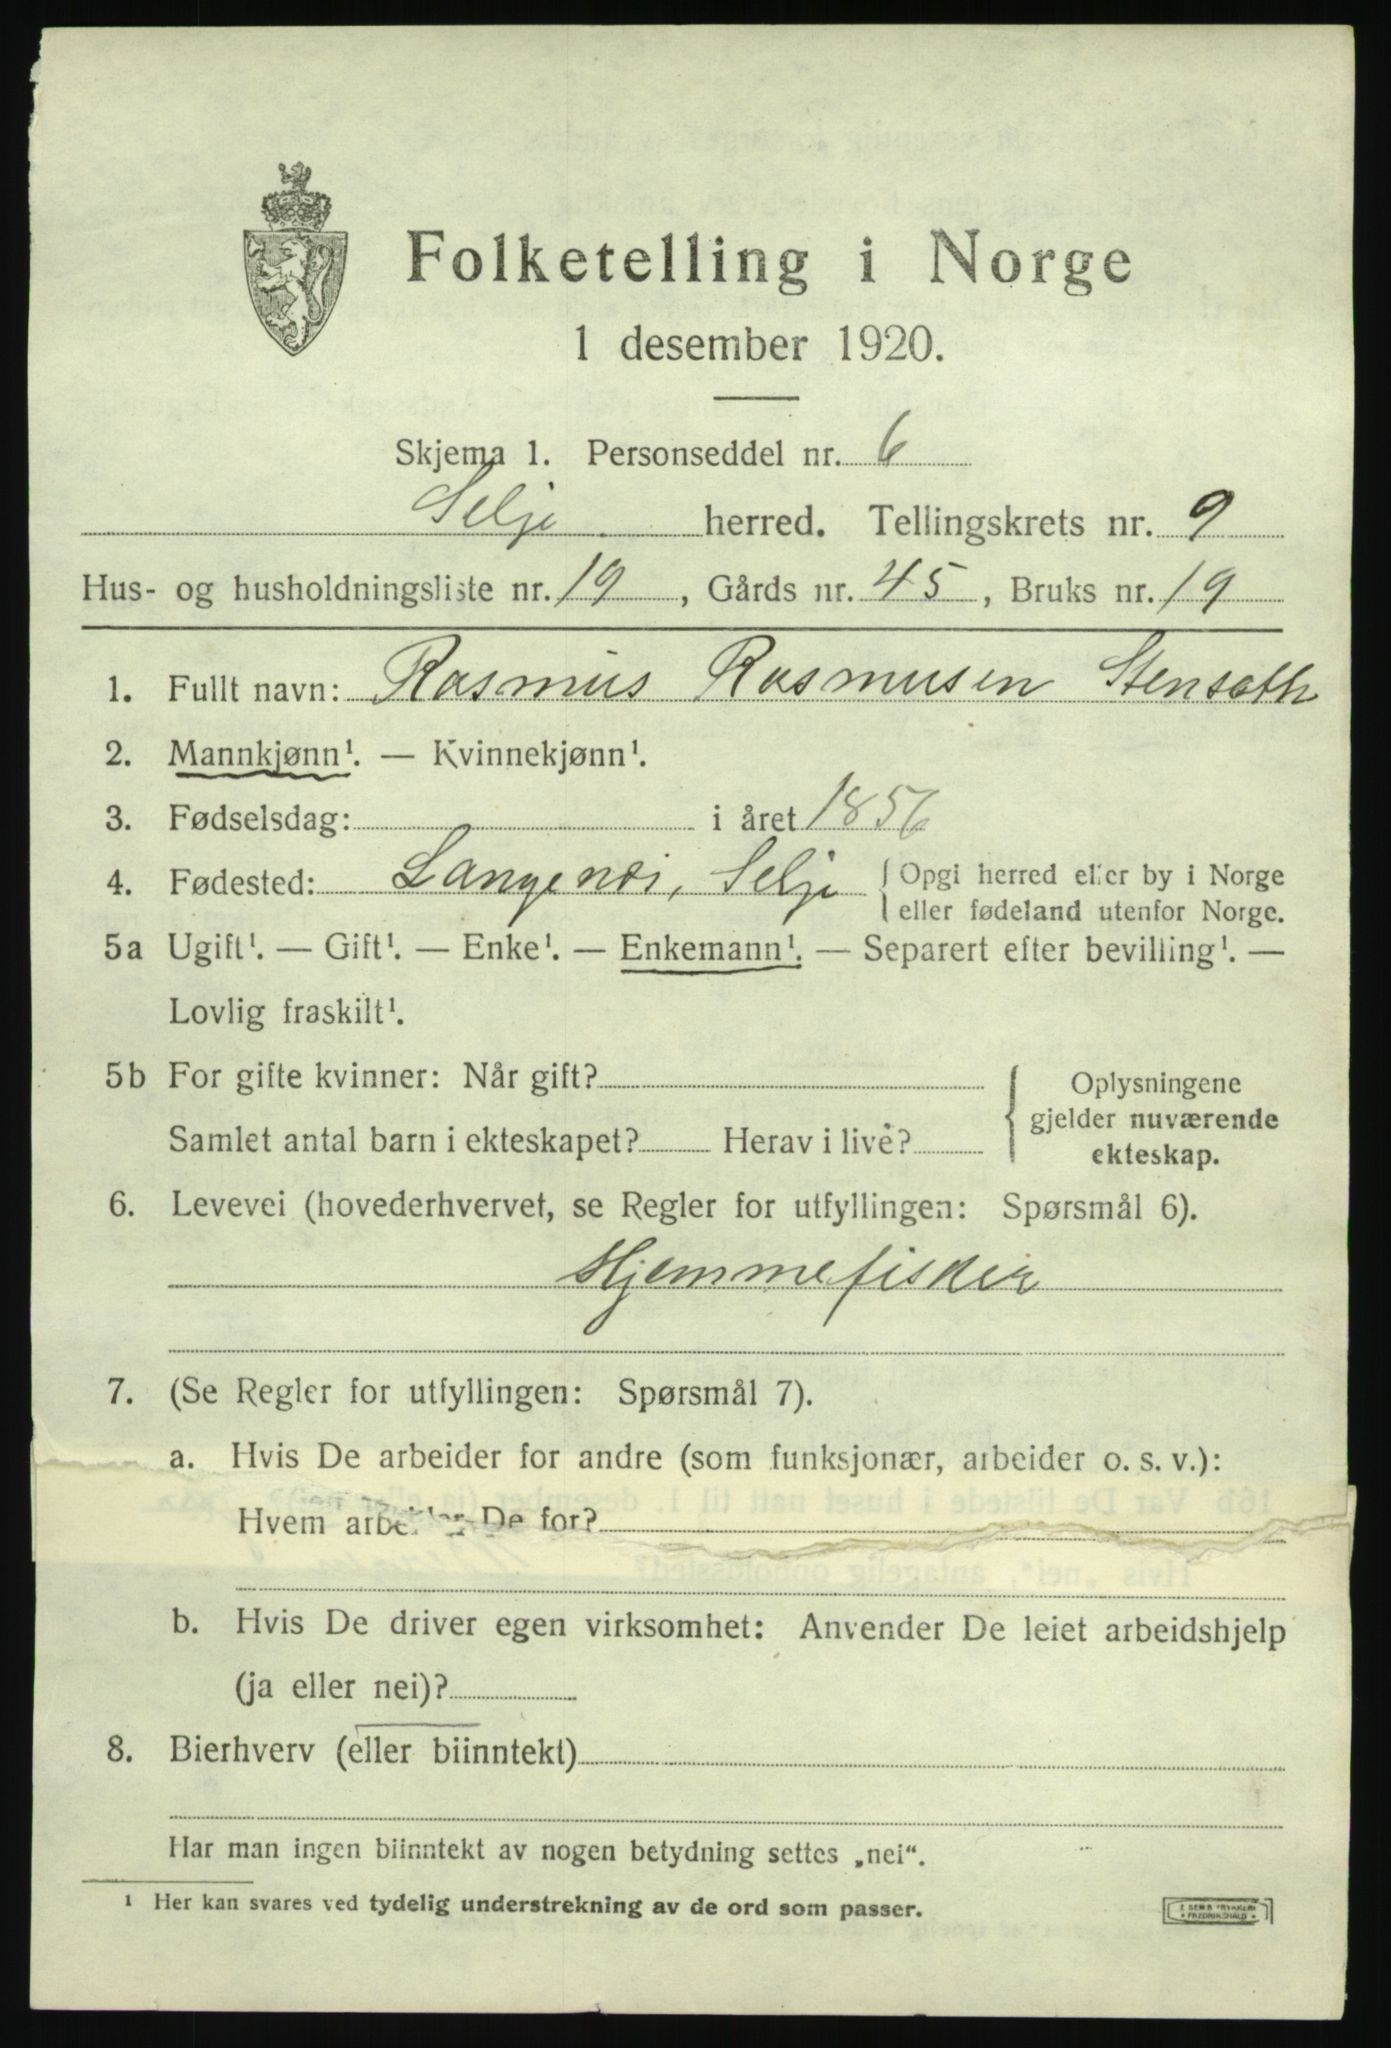 Folketelling i Norge
1 desember 1920.
Skjema 1. Personseddel nr. 6
Selje herred. Tellingskrets nr. 9
Hus- og husholdningsliste nr. 19, Gårds nr. 45, Bruks nr. 19
1. Fullt navn: Rasmus Rasmusen Stensæth
2. Mannkjønn¹. — Kvinnekjønn¹.
3. Fødselsdag: i året 1856
4. Fødested: Langenæs, Selje { Opgi herred eller by i Norge
eller fødeland utenfor Norge.
5a Ugift¹. — Gift¹. — Enke¹. — Enkemann¹. — Separert efter bevilling¹. —
Lovlig fraskilt¹.
5b For gifte kvinner: Når gift?
Samlet antal barn i ekteskapet? Herav i live?
{ Oplysningene
gjelder nuværende
ekteskap.
6. Levevei (hovederhvervet, se Regler for utfyllingen: Spørsmål 6).
Hjemmefisker
7. (Se Regler for utfyllingen: Spørsmål 7).
a. Hvis De arbeider for andre (som funksjonær, arbeider o. s. v.):
Hvem arbeider De for?
b. Hvis De driver egen virksomhet: Anvender De leiet arbeidshjelp
(ja eller nei)?
8. Bierhverv (eller biinntekt)
Har man ingen biinntekt av nogen betydning settes „nei“.
¹ Her kan svares ved tydelig understrekning av de ord som passer.
FREDRIKSHALD